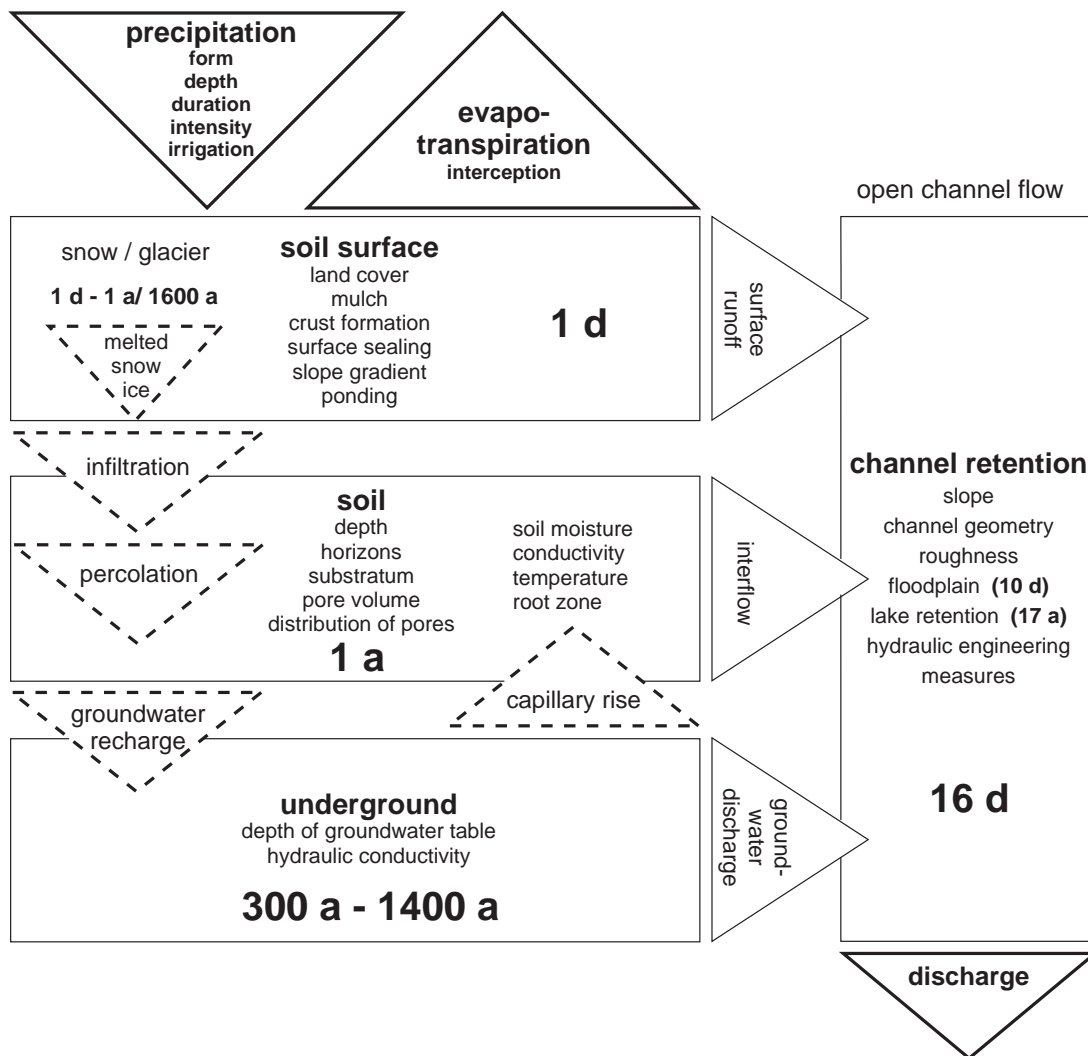 precipitation
form
depth
duration
intensity
irrigation
evapo-
transpiration
interception
open channel flow
snow / glacier
1 d - 1 a/ 1600 a
melted
snow
ice
soil surface
land cover
mulch
crust formation
surface sealing
slope gradient
ponding
1 d
surface
runoff
infiltration
percolation
soil
depth
horizons
substratum
pore volume
distribution of pores
1 a
soil moisture
conductivity
temperature
root zone
interflow
channel retention
slope
channel geometry
roughness
floodplain (10 d)
lake retention (17 a)
hydraulic engineering
measures
16 d
groundwater
recharge
capillary rise
underground
depth of groundwater table
hydraulic conductivity
300 a - 1400 a
ground-
water
discharge
discharge